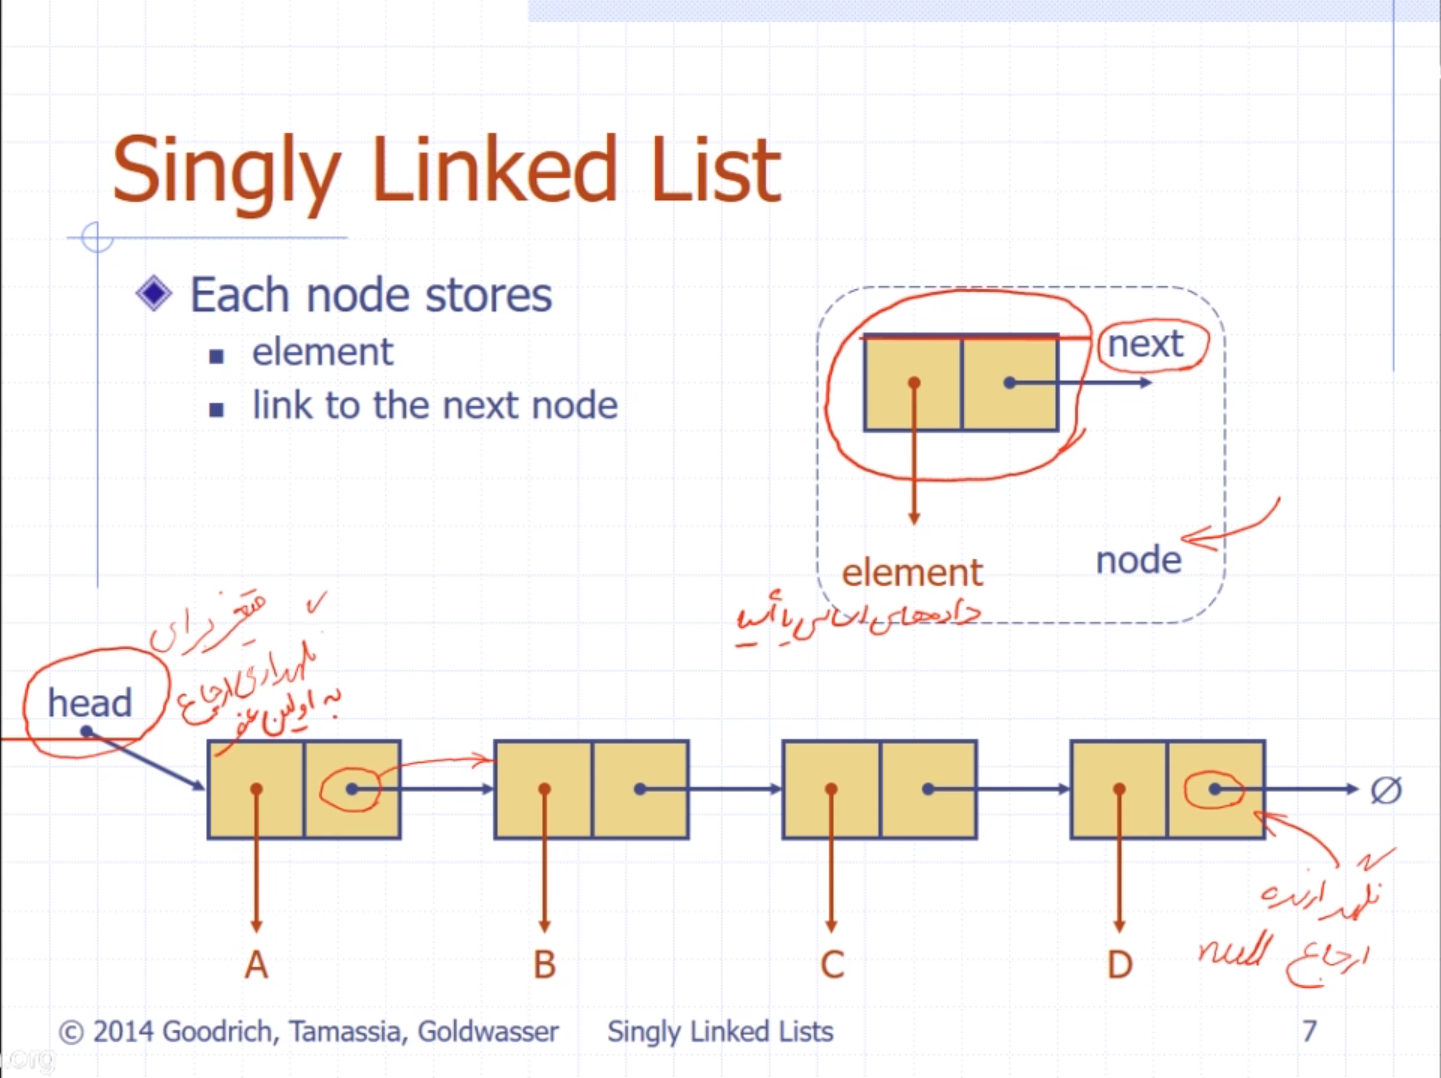 Singly Linked List
Each node stores
element
link to the next node
next
element
node
داده‌های اساسی یا اشیا
متغیر برای
نگهداری ارجاع
به اولین عنصر
head
∅
A
B
C
D
نگهدارنده
ارجاع null
© 2014 Goodrich, Tamassia, Goldwasser
Singly Linked Lists
7
.org